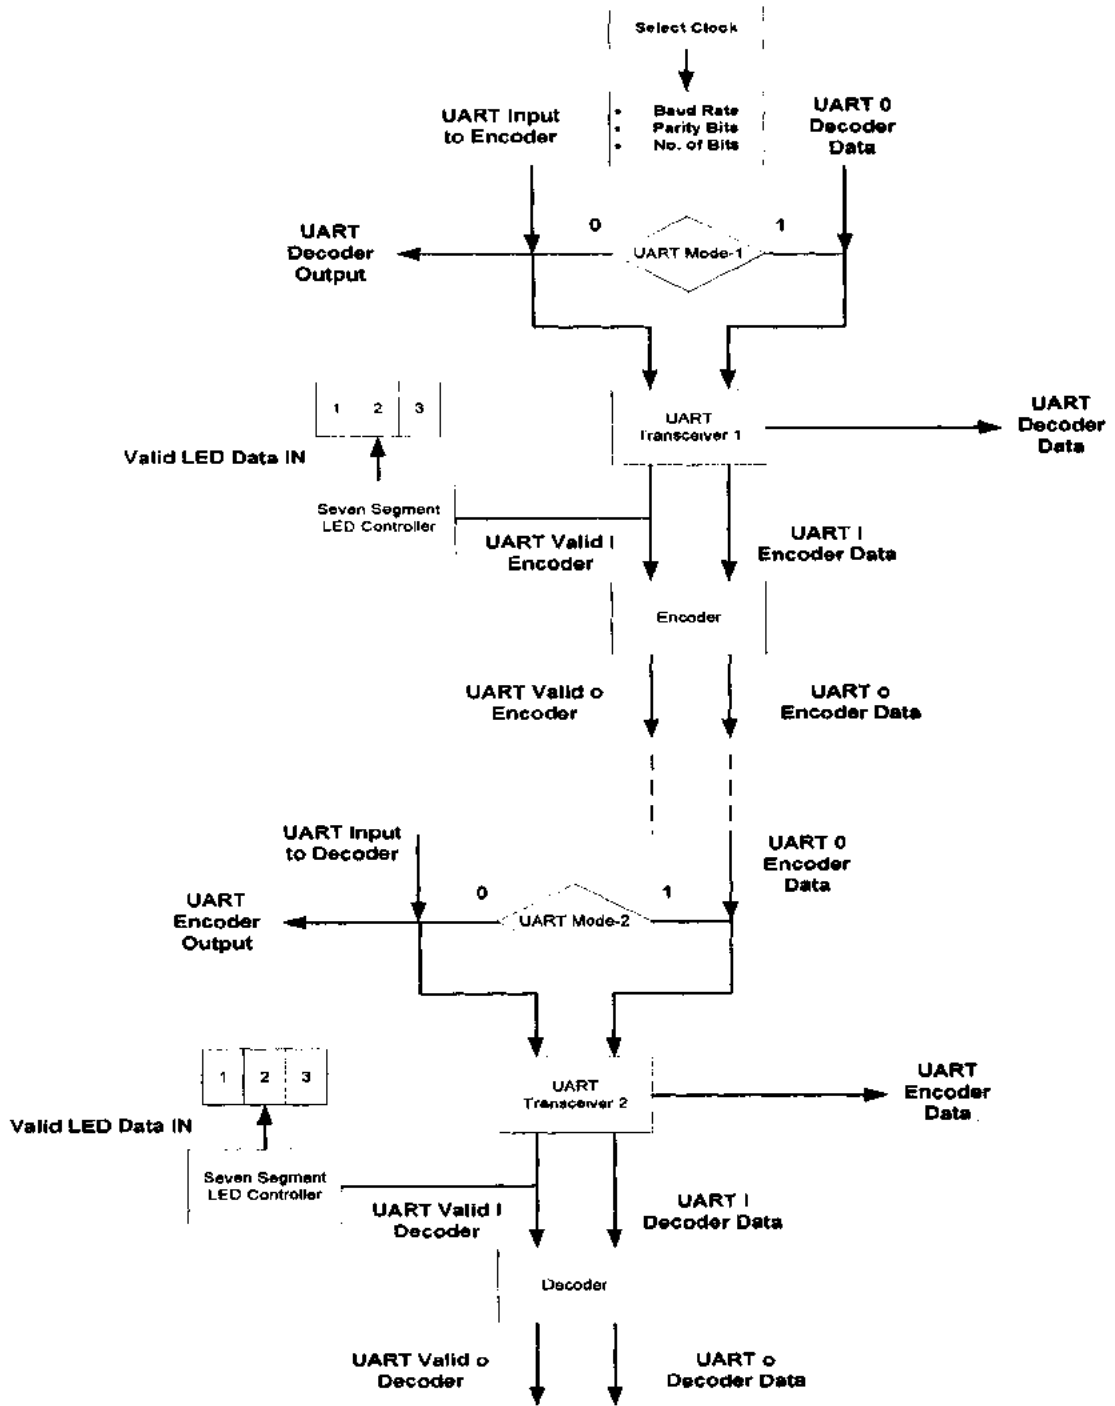 Select Clock
• Baud Rate
• Parity Bits
• No. of Bits
UART Input
to Encoder
UART 0
Decoder
Data
0
1
UART
Decoder
Output
UART Mode-1
1 2 3
Valid LED Data IN
UART
Transceiver 1
UART
Decoder
Data
Seven Segment
LED Controller
UART Valid I
Encoder
UART I
Encoder Data
Encoder
UART Valid o
Encoder
UART o
Encoder Data
UART Input
to Decoder
UART 0
Encoder
Data
0
1
UART
Encoder
Output
UART Mode-2
1 2 3
Valid LED Data IN
UART
Transceiver 2
UART
Encoder
Data
Seven Segment
LED Controller
UART Valid I
Decoder
UART I
Decoder Data
Decoder
UART Valid o
Decoder
UART o
Decoder Data